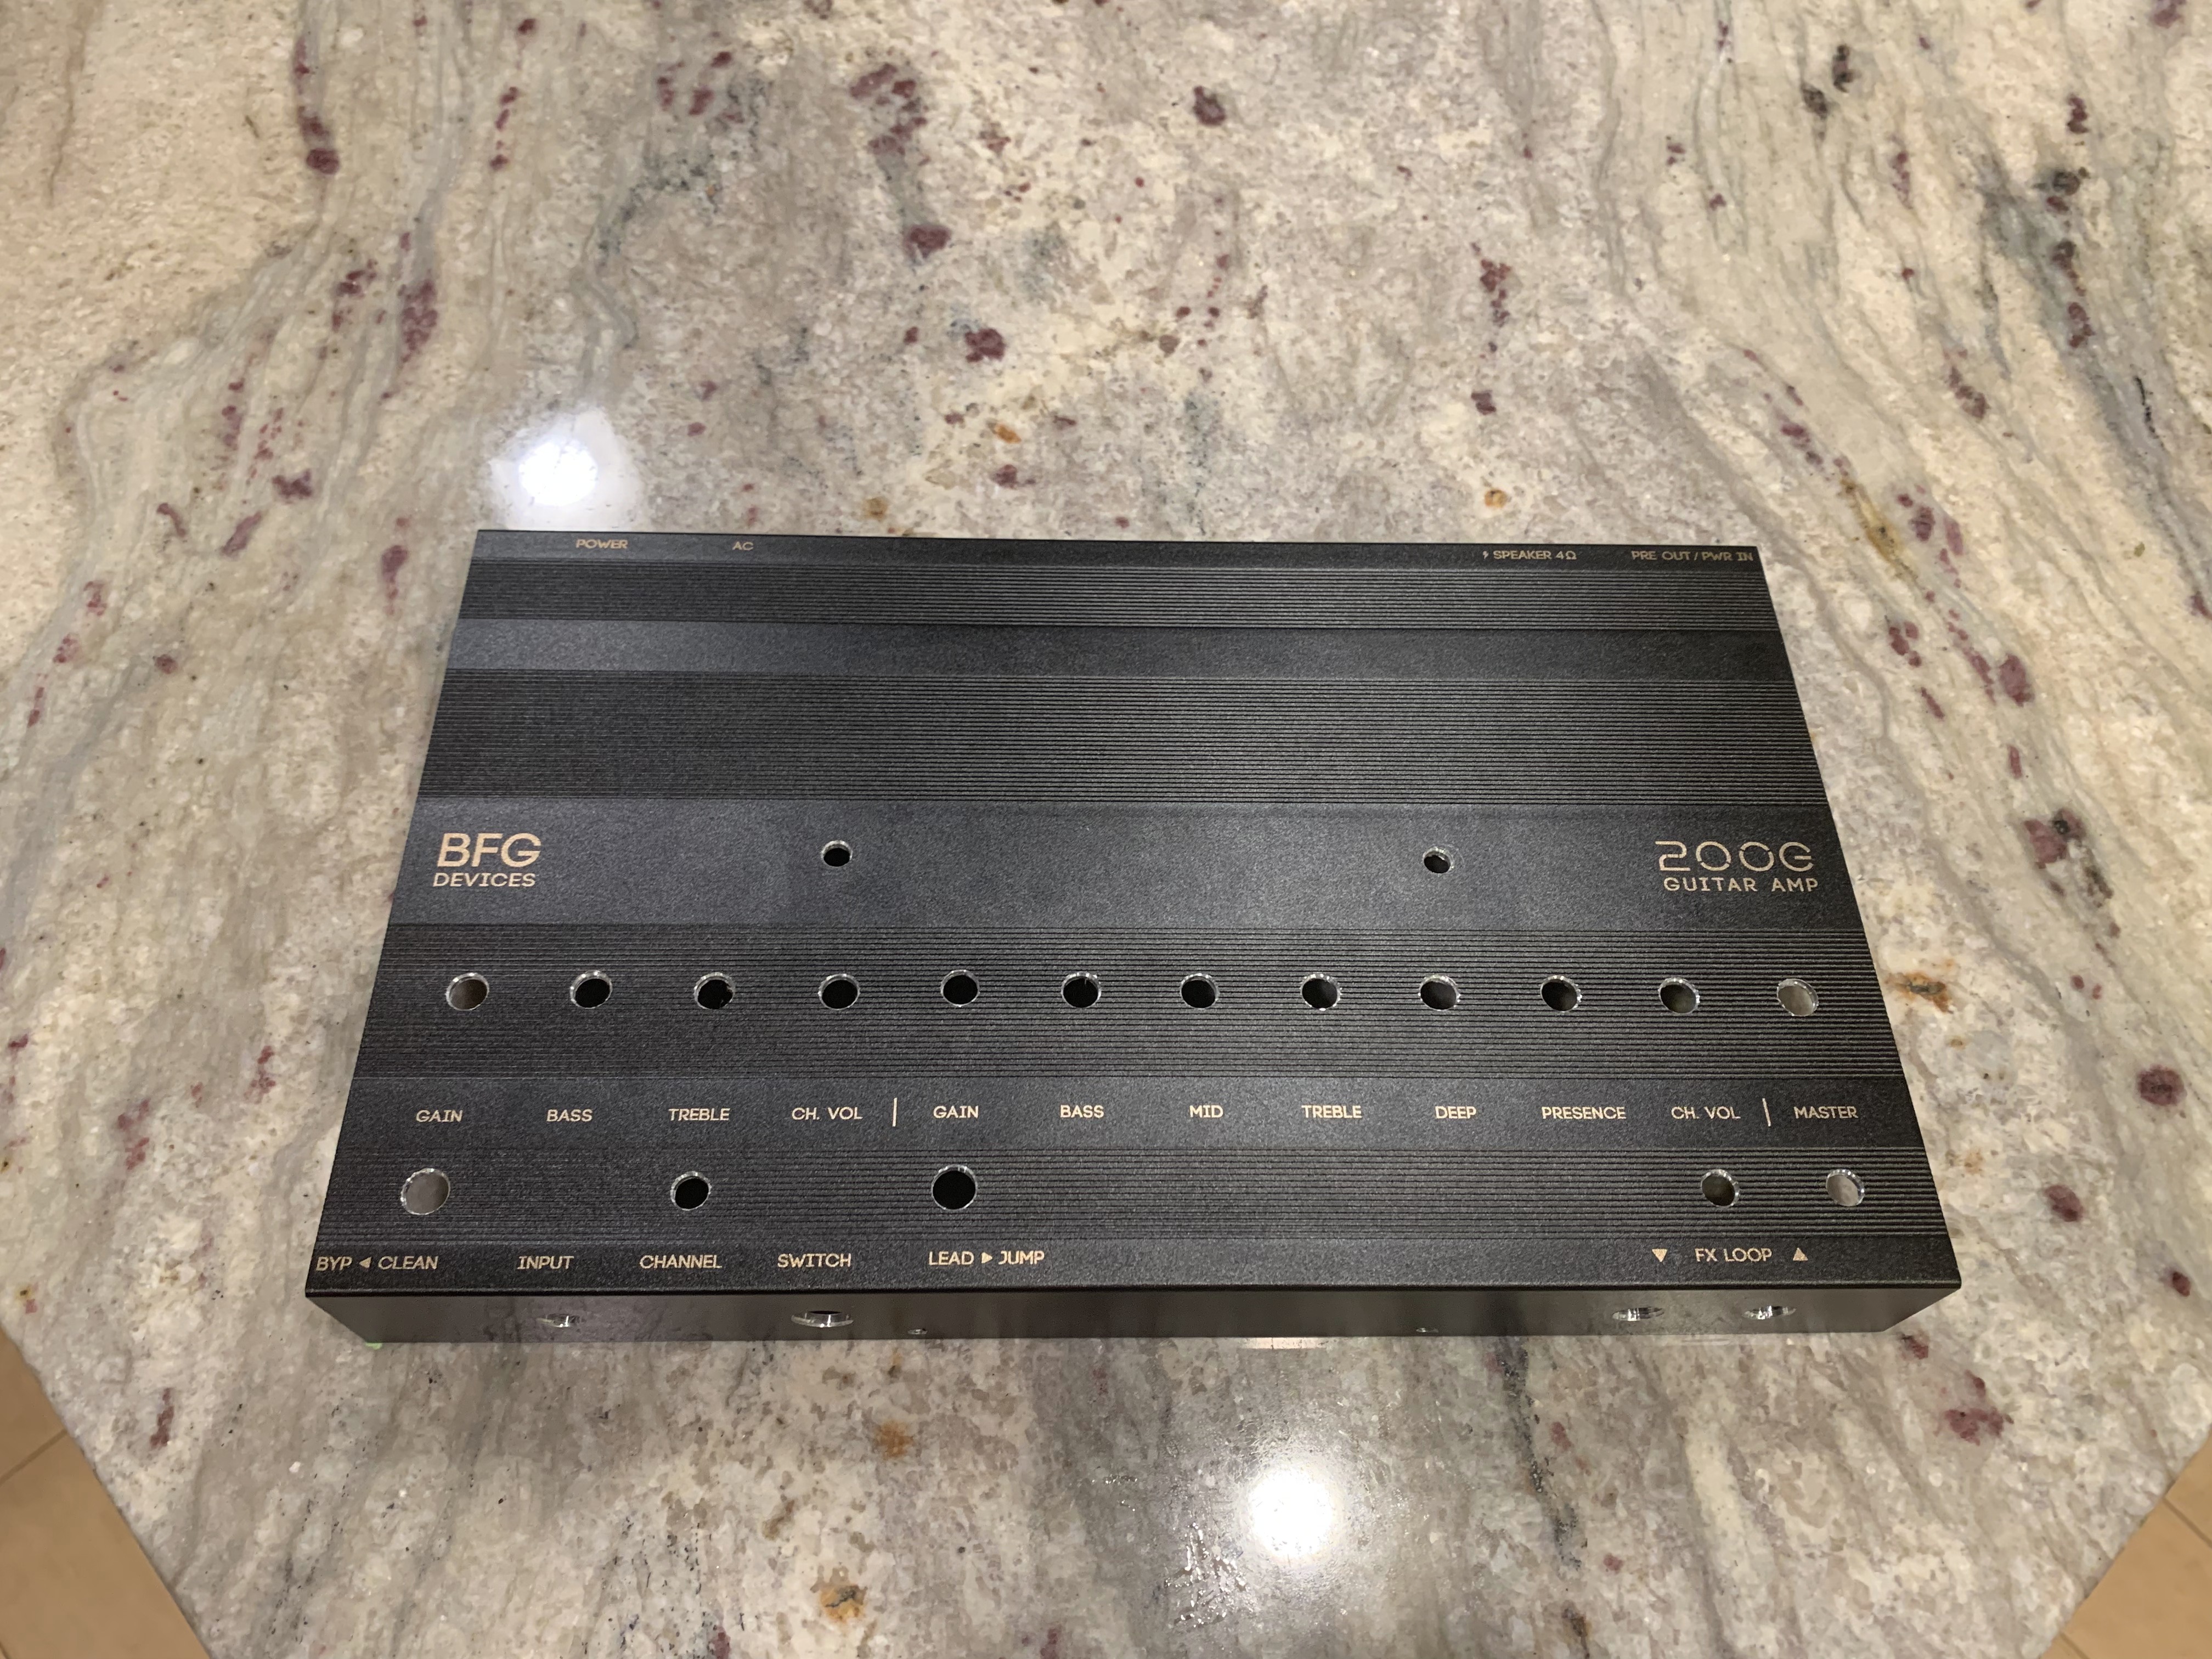 POWER AC ⚡ SPEAKER 4Ω PRE OUT / PWR IN
BFG
DEVICES
200G
GUITAR AMP
GAIN BASS TREBLE CH. VOL | GAIN BASS MID TREBLE DEEP PRESENCE CH. VOL | MASTER
BYP ◀ CLEAN INPUT CHANNEL SWITCH LEAD ▶ JUMP ▼ FX LOOP ▲